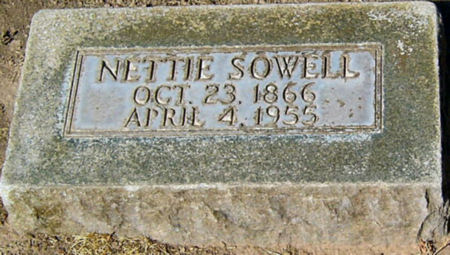 NETTIE SOWELL
OCT. 23. 1866
APRIL 4. 1955